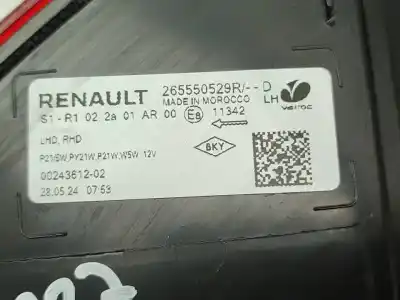 RENAULT 265550529R/-- D
MADE IN MOROCCO LH Valeo
S1-R1 02 2a 01 AR 00 E8 11342
LHD, RHD
P21/5W,PY21W,P21W,W5W 12V
BKY
00243612-02
28.05.24 07:53